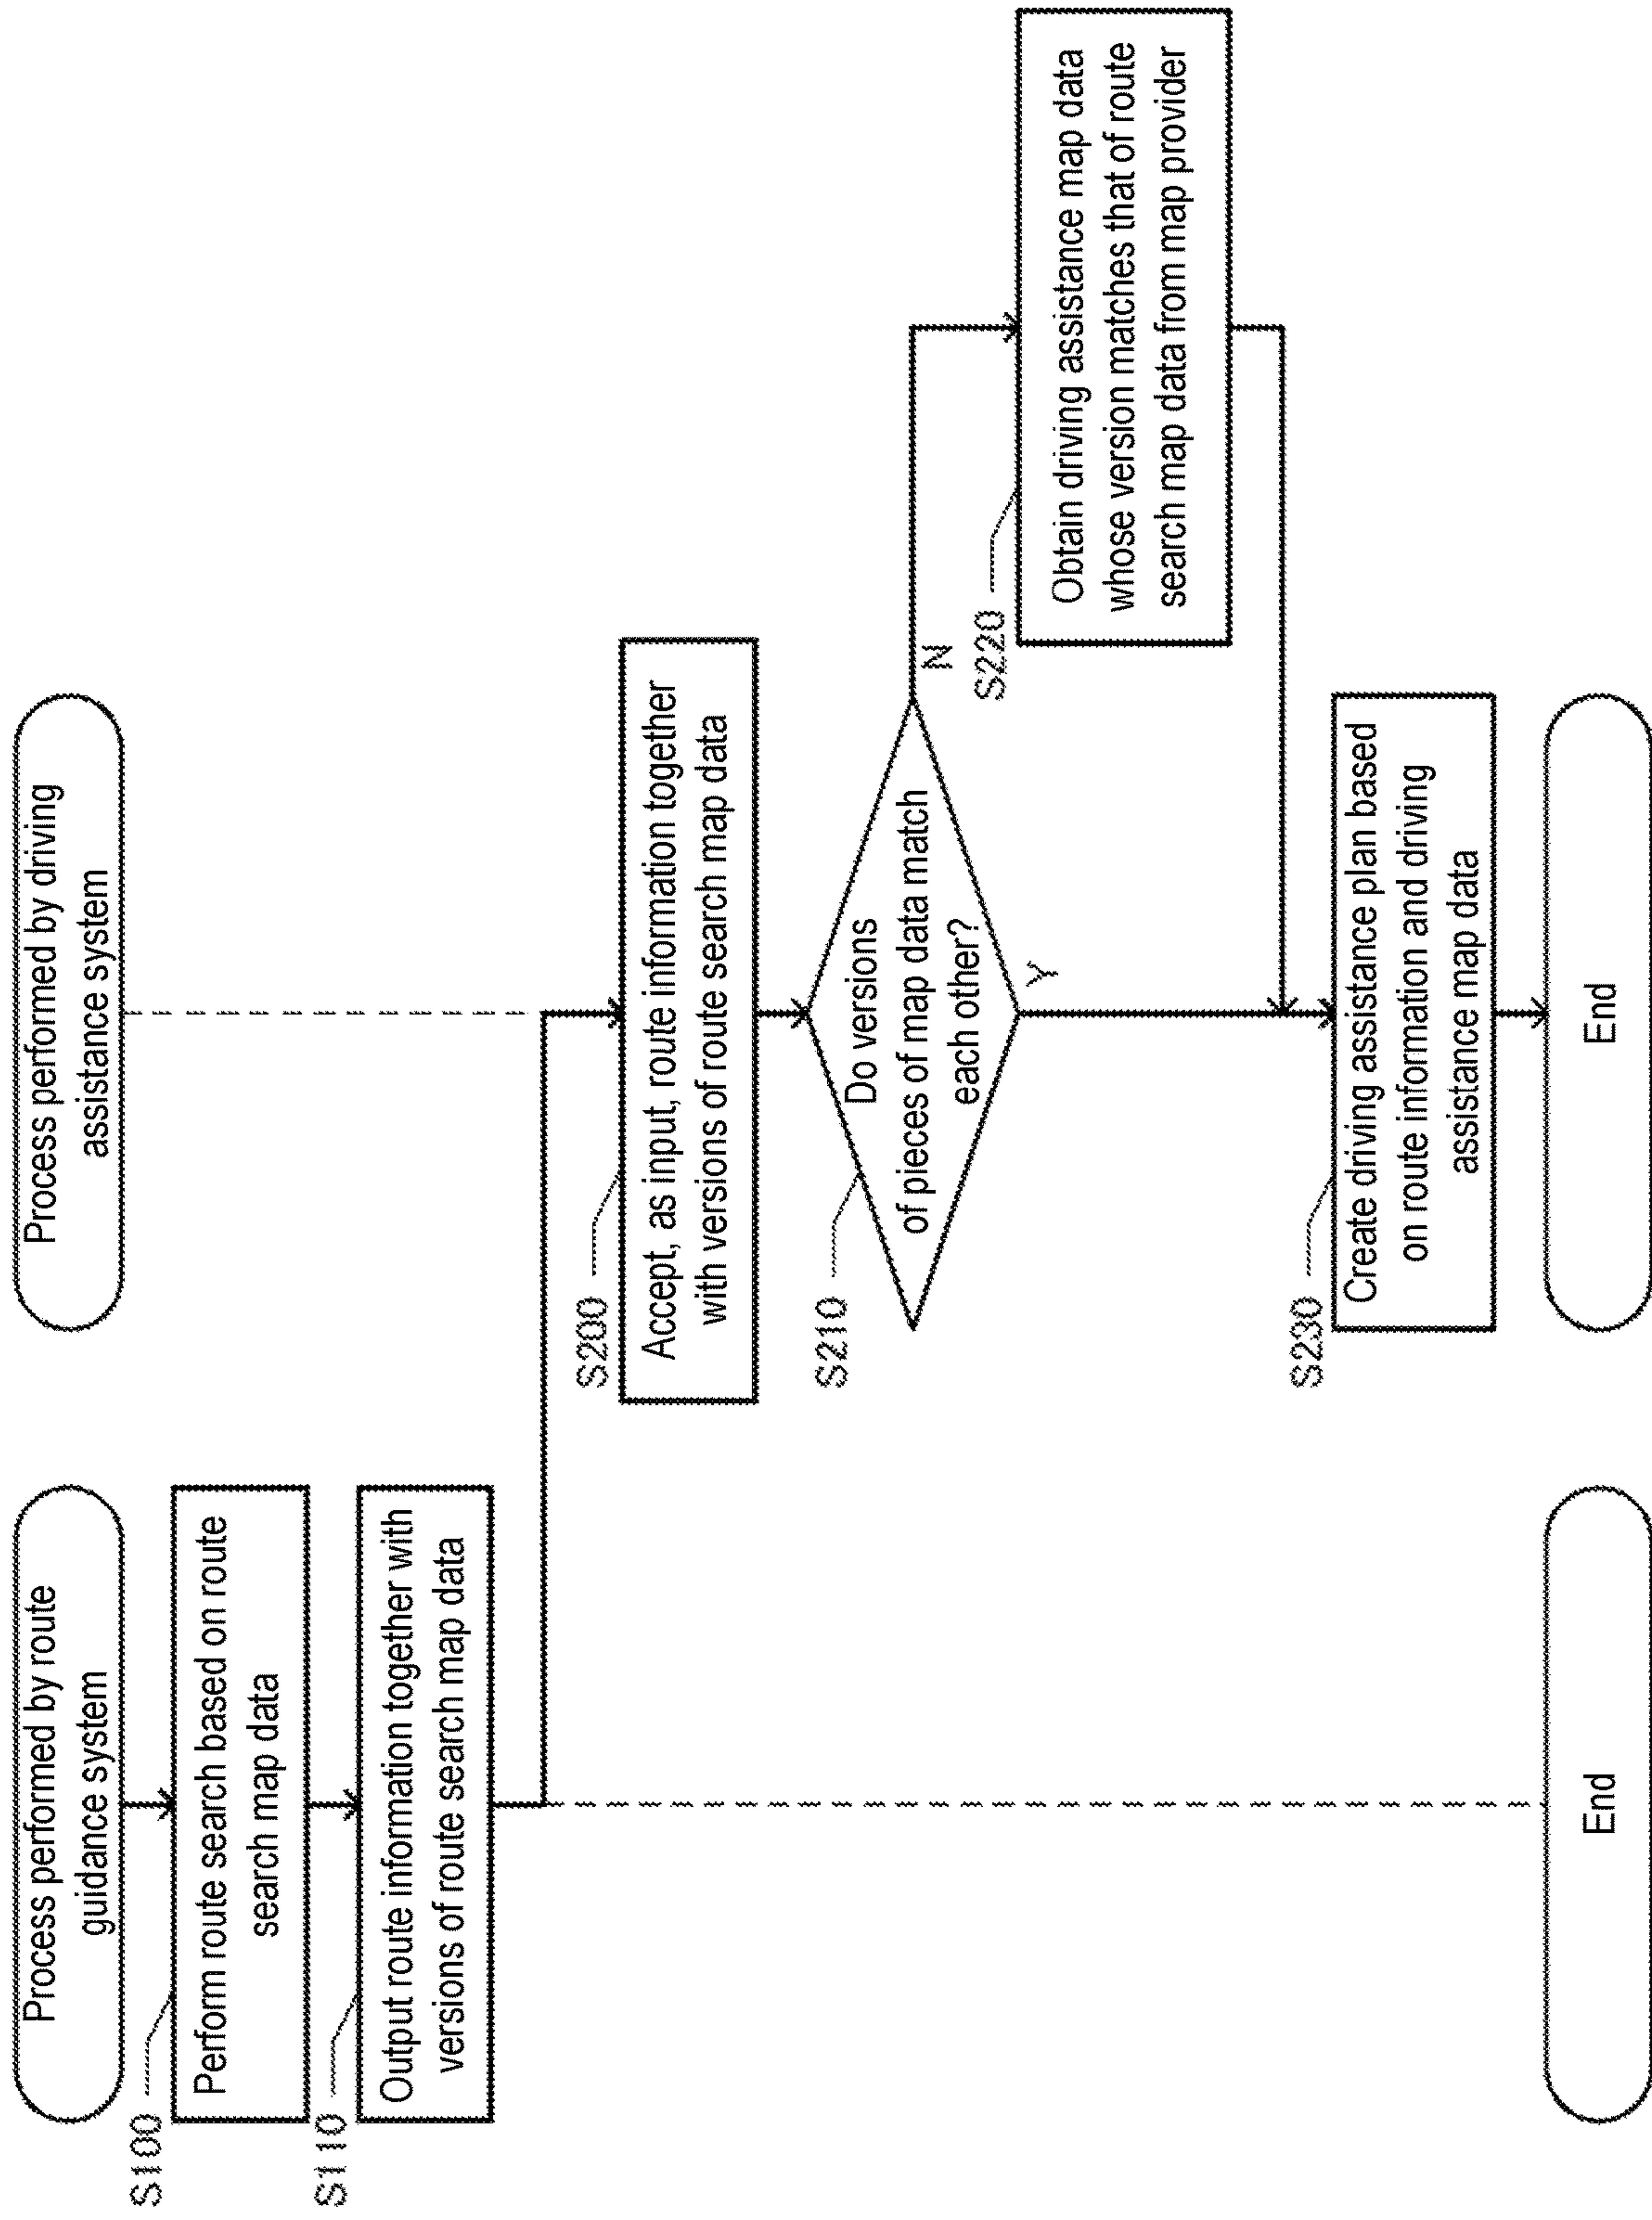 Process performed by route
guidance system
S100
Perform route search based on route
search map data
S110
Output route information together with
versions of route search map data
End
Process performed by driving
assistance system
S200
Accept, as input, route information together
with versions of route search map data
S210
Do versions
of pieces of map data match
each other?
N
Y
S220
Obtain driving assistance map data
whose version matches that of route
search map data from map provider
S230
Create driving assistance plan based
on route information and driving
assistance map data
End